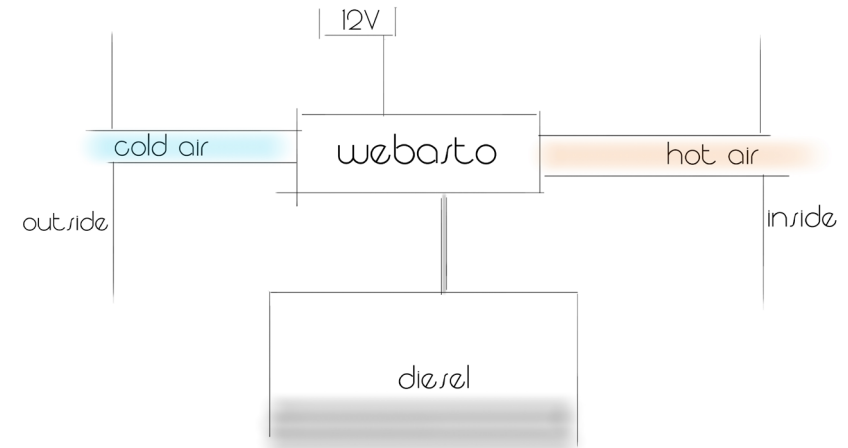 12V
cold air
webasto
hot air
outside
inside
diesel